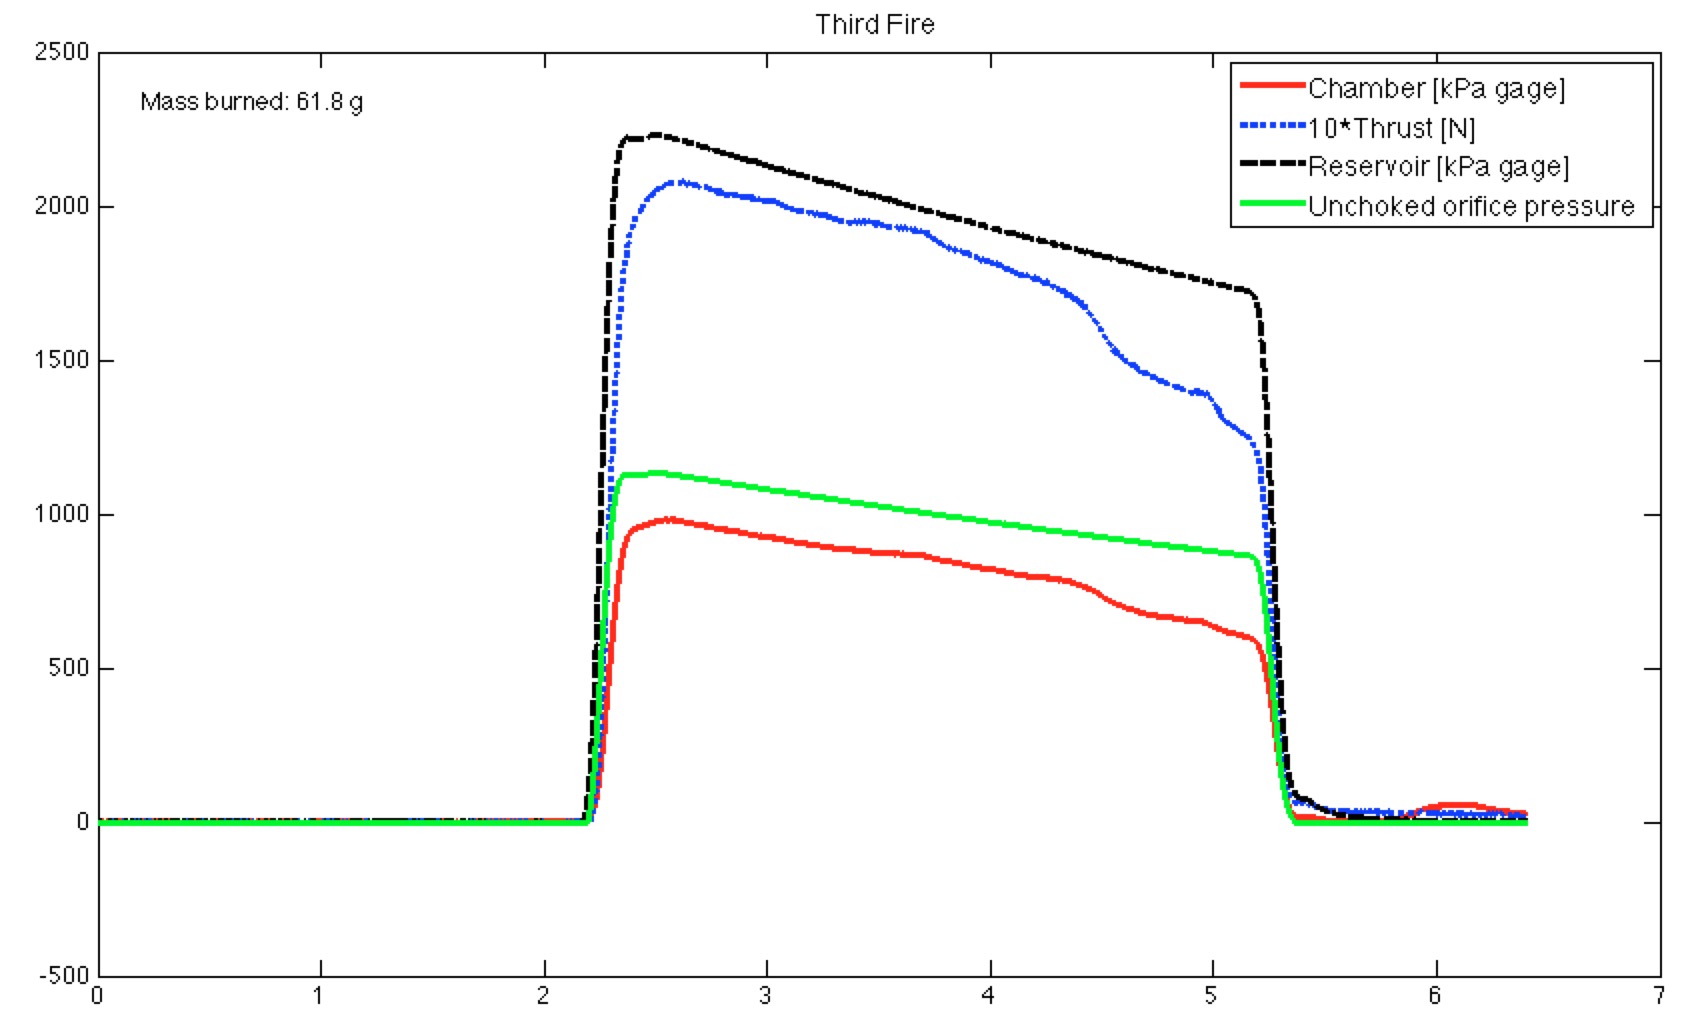 Third Fire
2500
Mass burned: 61.8 g
Chamber [kPa gage]
10*Thrust [N]
Reservoir [kPa gage]
Unchoked orifice pressure
2000
1500
1000
500
0
-500
0 1 2 3 4 5 6 7